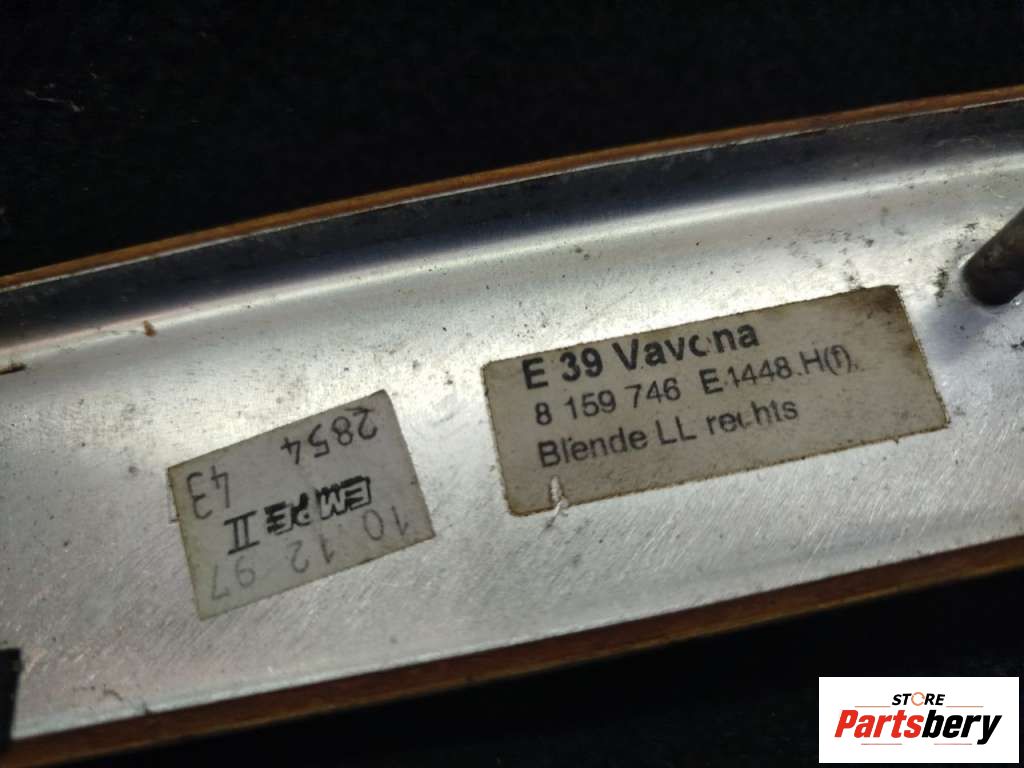 E 39 Vavona
8 159 746 E1448 H(f)
Blende LL rechts
2854
43
EMPE II
10 12 97
STORE
Partsbery